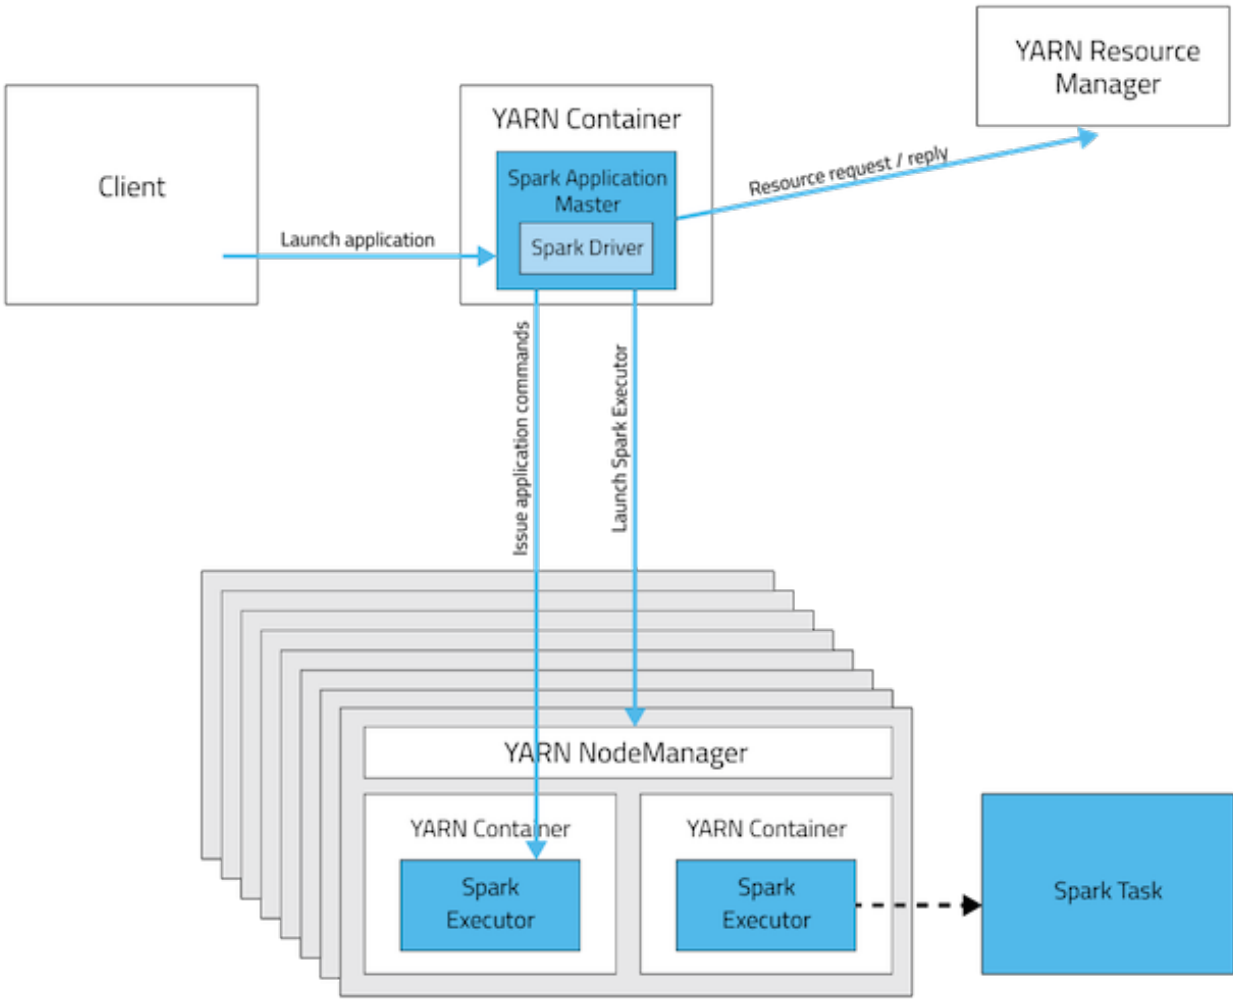 YARN Resource
Manager
Client
YARN Container
Spark Application
Master
Spark Driver
Launch application
Resource request / reply
Issue application commands
Launch Spark Executor
YARN NodeManager
YARN Container
Spark
Executor
YARN Container
Spark
Executor
Spark Task